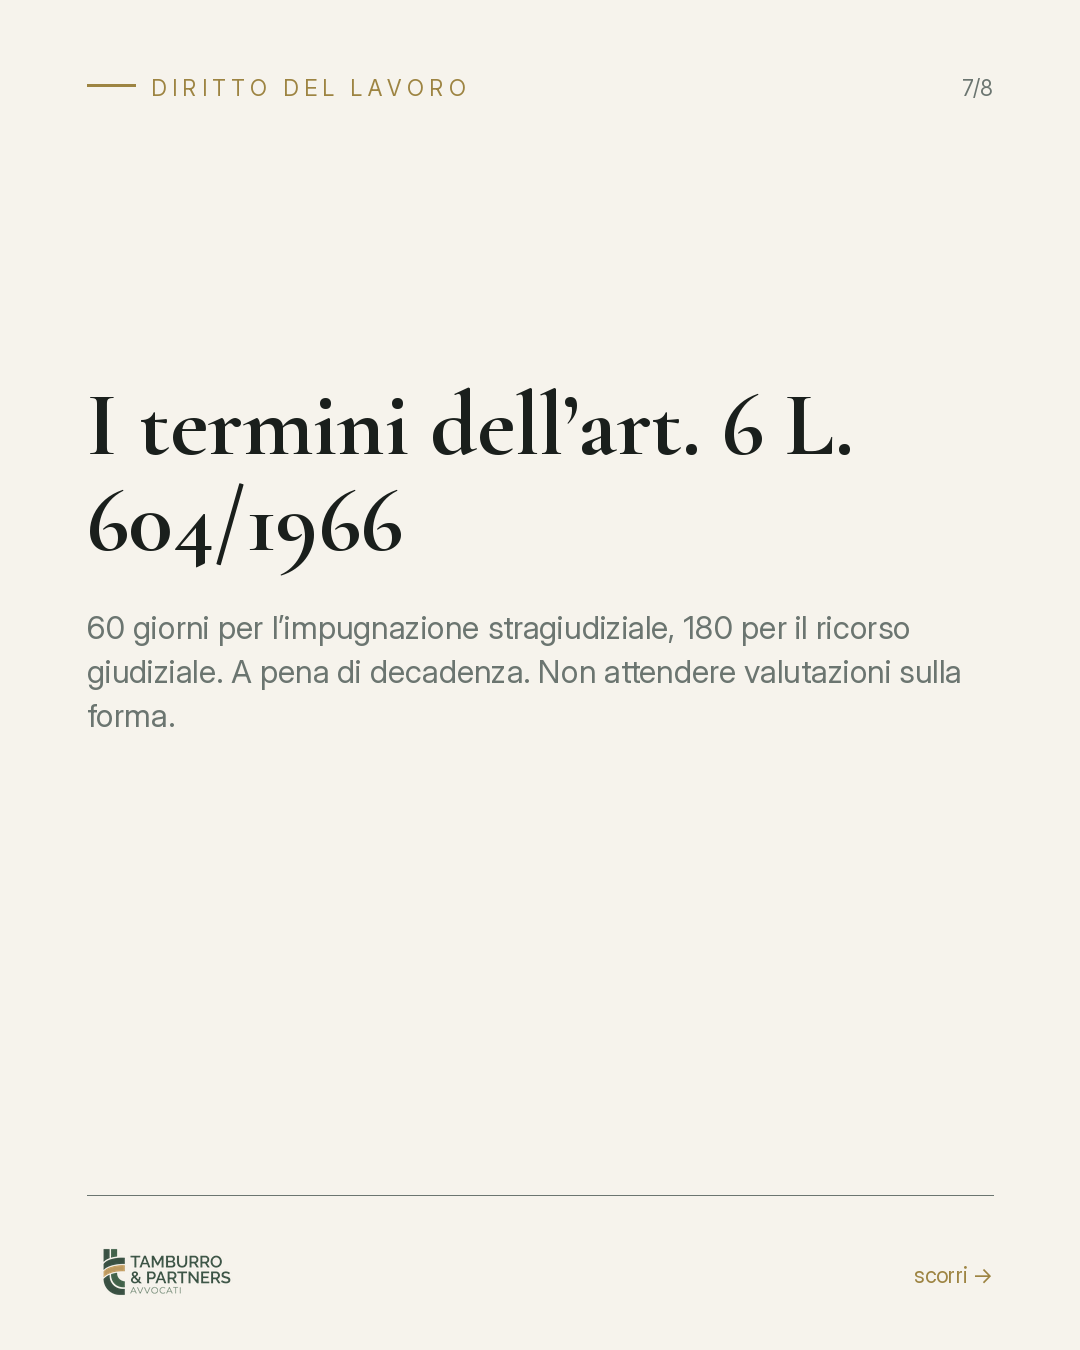 DIRITTO DEL LAVORO
7/8
I termini dell’art. 6 L.
604/1966
60 giorni per l’impugnazione stragiudiziale, 180 per il ricorso
giudiziale. A pena di decadenza. Non attendere valutazioni sulla
forma.
TAMBURRO
& PARTNERS
AVVOCATI
scorri →